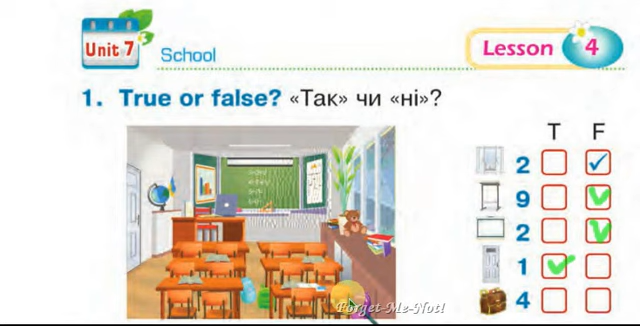 Unit 7
School
Lesson 4
1. True or false? «Так» чи «ні»?
T F
2
9
2
1
4
Forget-Me-Not!